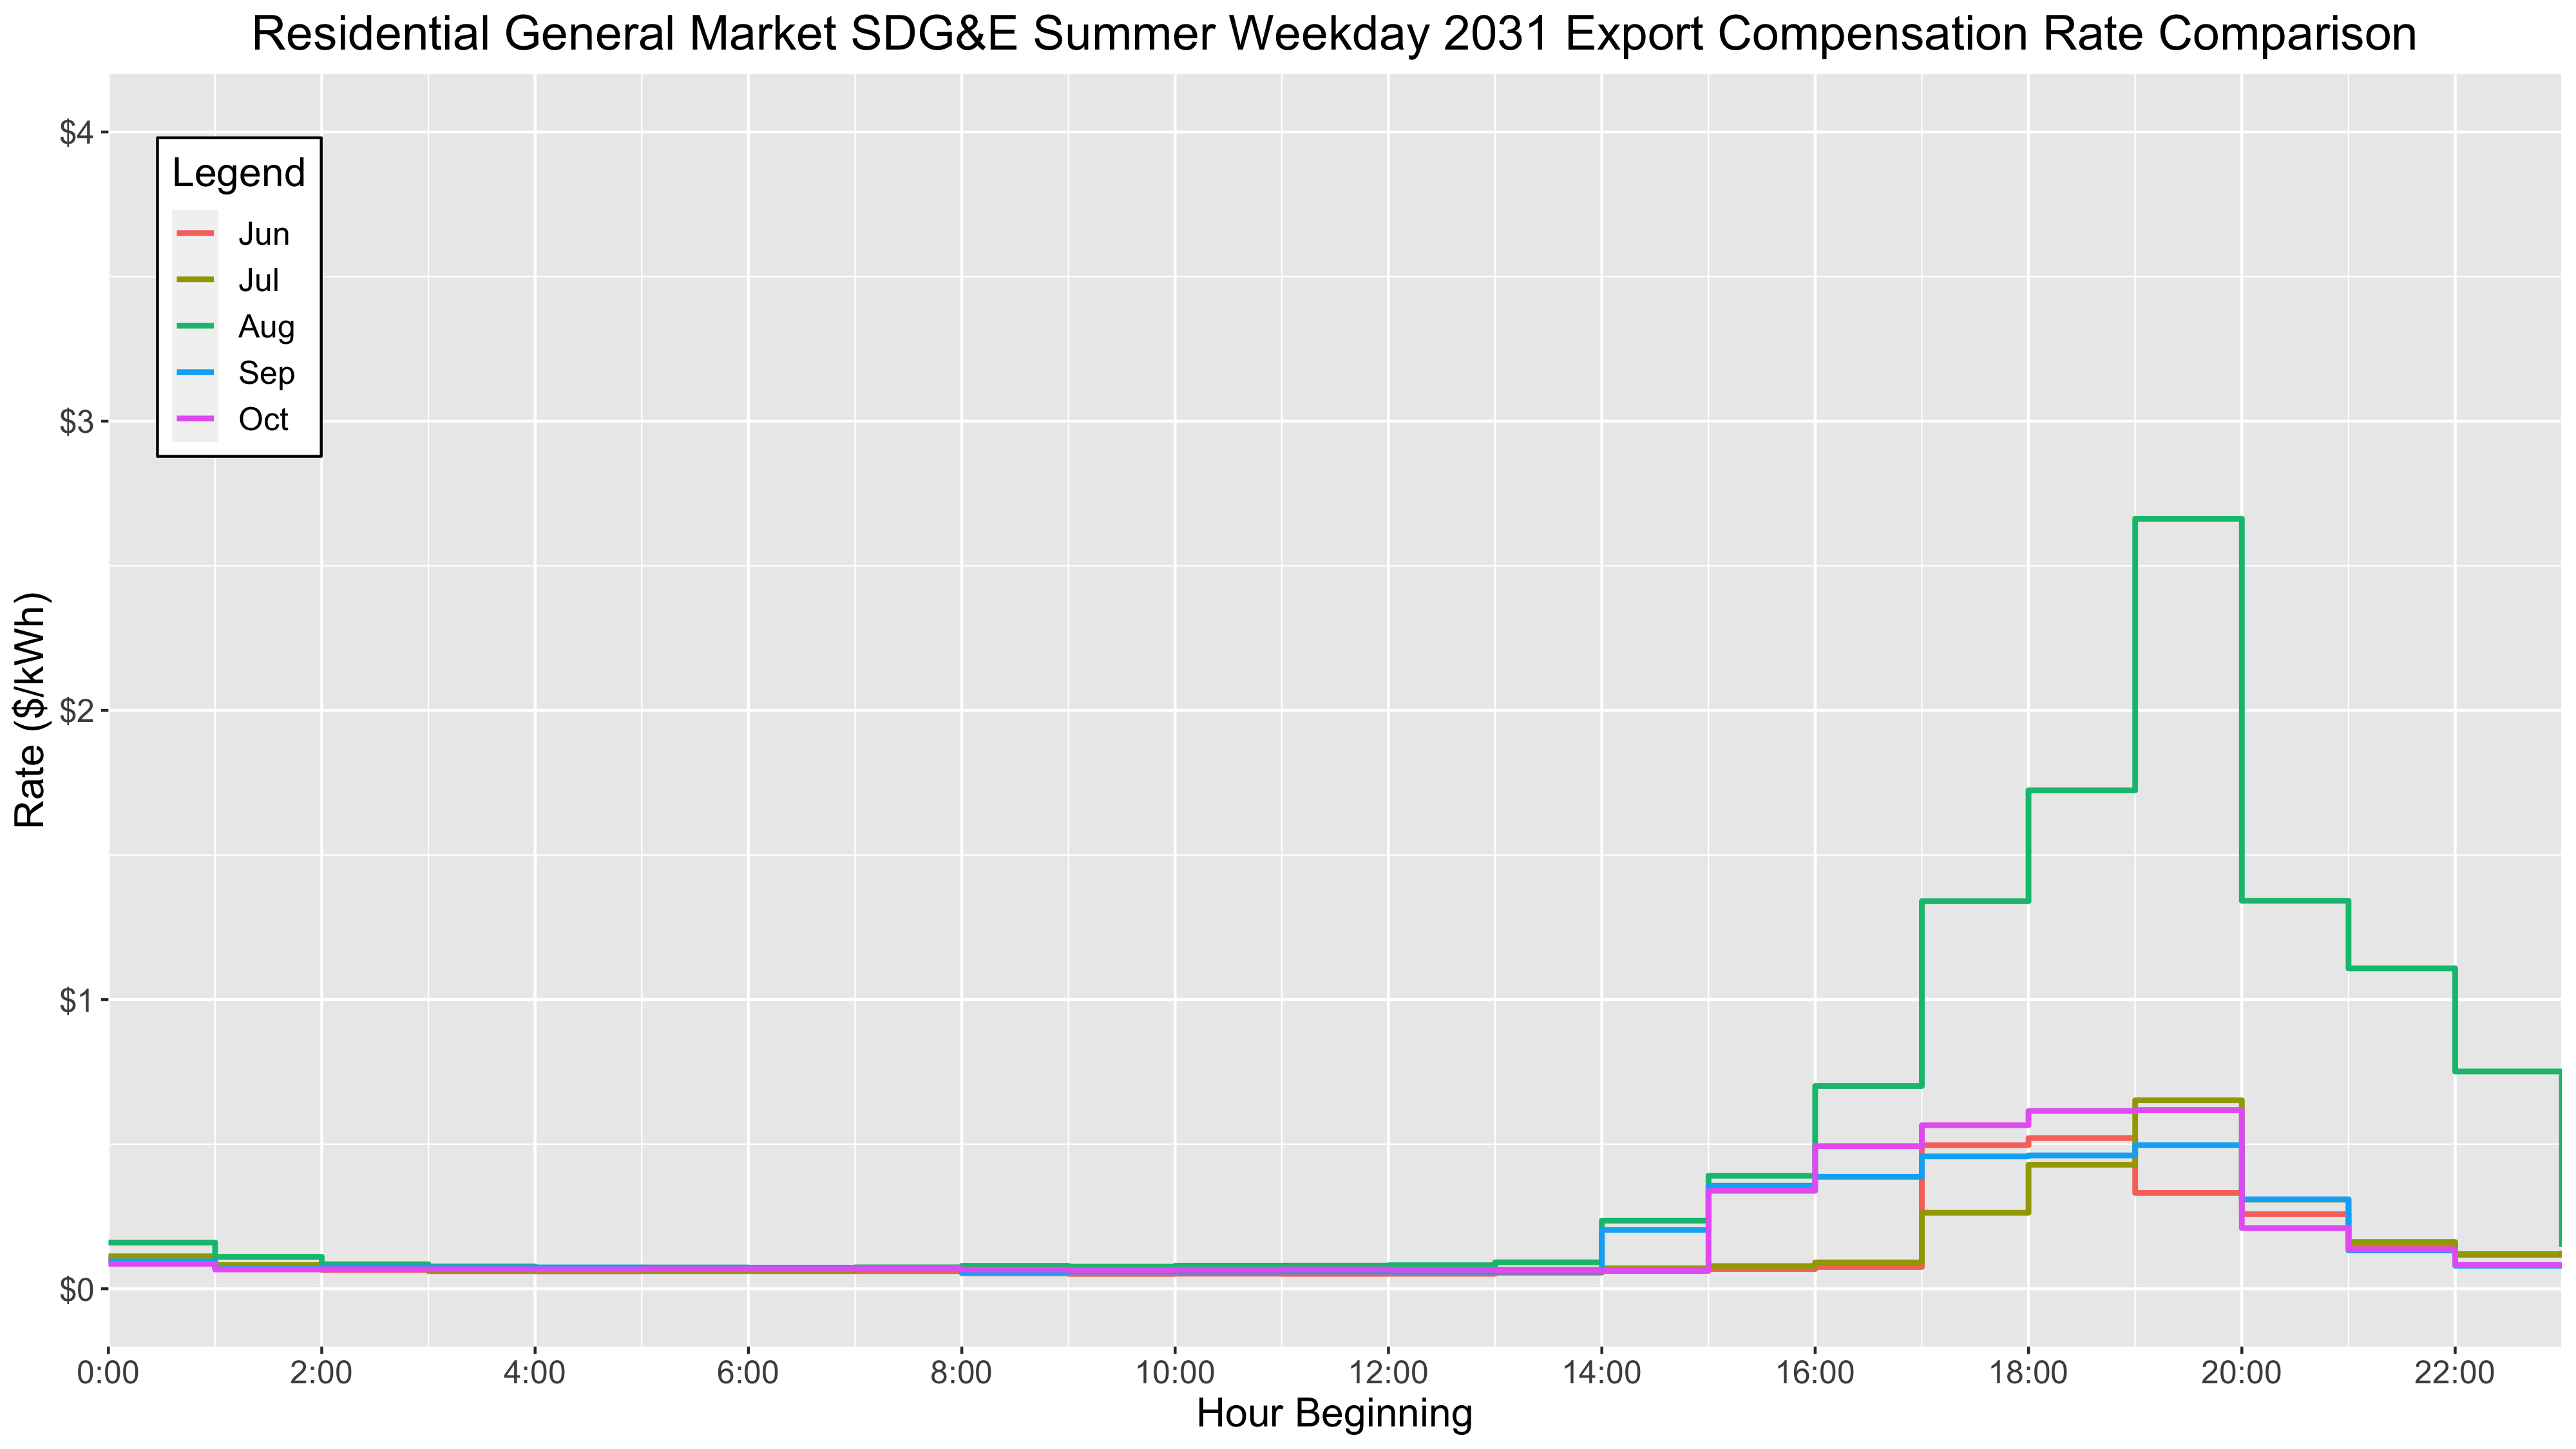 Residential General Market SDG&E Summer Weekday 2031 Export Compensation Rate Comparison
$4
$3
$2
$1
$0
Rate ($/kWh)
Legend
Jun
Jul
Aug
Sep
Oct
0:00 2:00 4:00 6:00 8:00 10:00 12:00 14:00 16:00 18:00 20:00 22:00
Hour Beginning